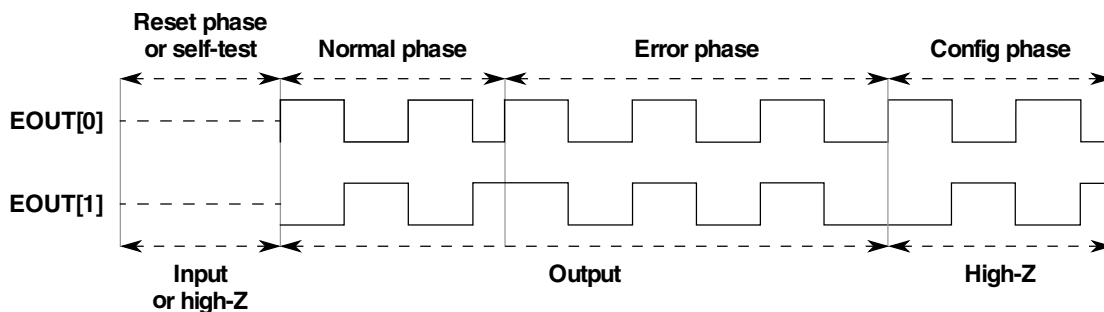 Reset phase
or self-test
Normal phase
Error phase
Config phase
EOUT[0]
EOUT[1]
Input
or high-Z
Output
High-Z